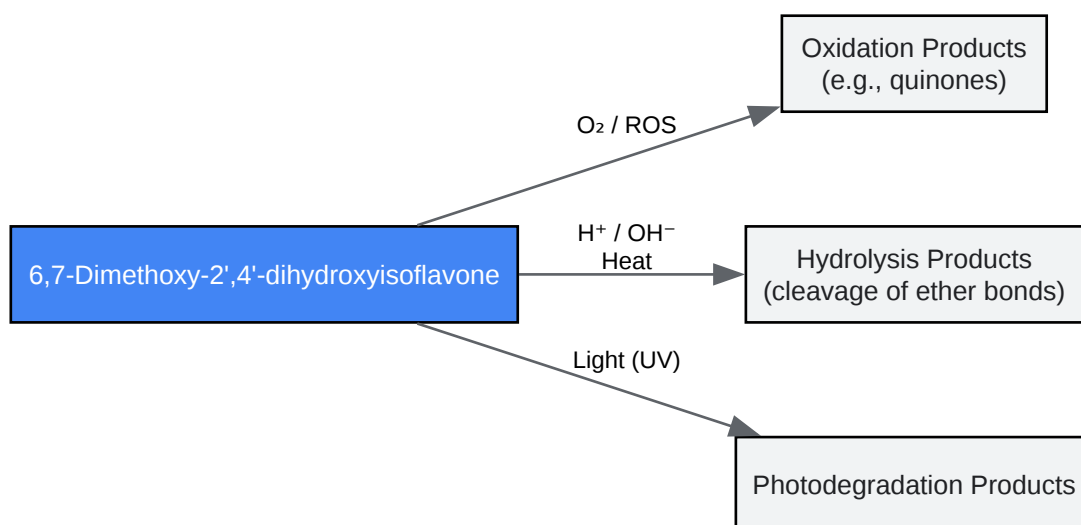 Oxidation Products
(e.g., quinones)
O₂ / ROS
6,7-Dimethoxy-2',4'-dihydroxyisoflavone
H⁺ / OH⁻
Heat
Hydrolysis Products
(cleavage of ether bonds)
Light (UV)
Photodegradation Products